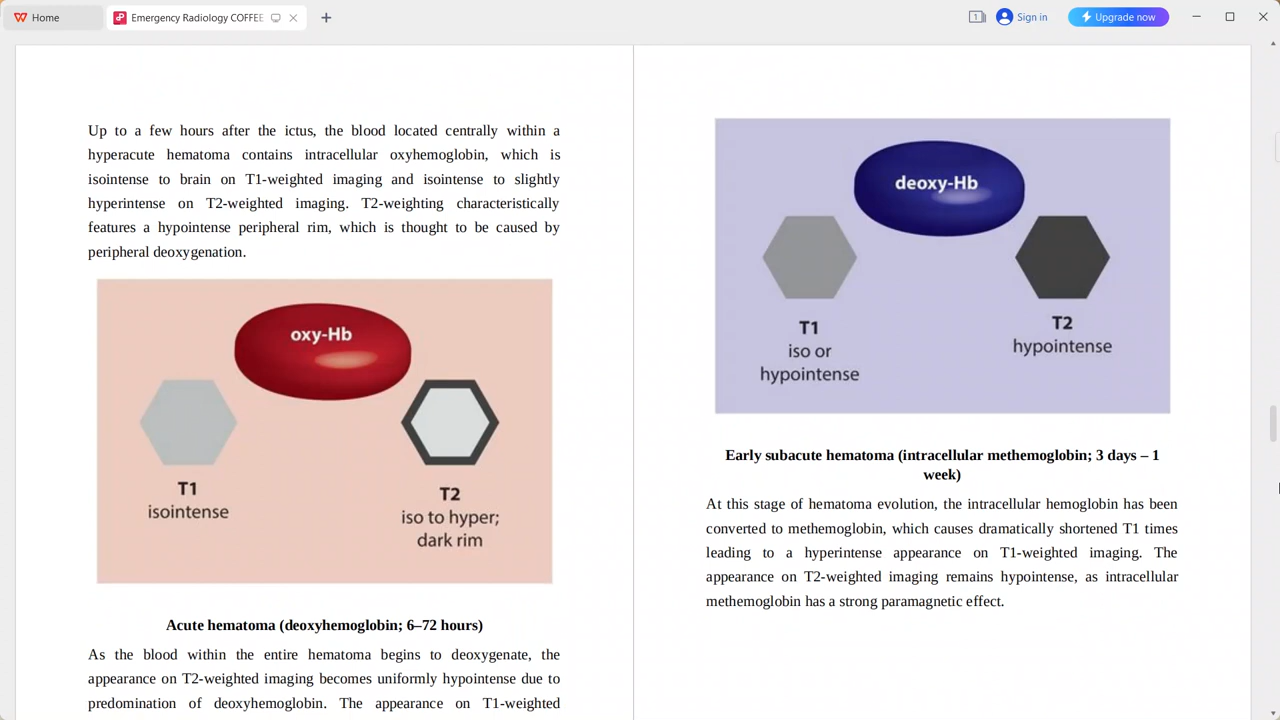 Home
Emergency Radiology COFFEE
1
Sign in
Upgrade now
Up to a few hours after the ictus, the blood located centrally within a
hyperacute hematoma contains intracellular oxyhemoglobin, which is
isointense to brain on T1-weighted imaging and isointense to slightly
hyperintense on T2-weighted imaging. T2-weighting characteristically
features a hypointense peripheral rim, which is thought to be caused by
peripheral deoxygenation.
oxy-Hb
T1
isointense
T2
iso to hyper;
dark rim
Acute hematoma (deoxyhemoglobin; 6–72 hours)
As the blood within the entire hematoma begins to deoxygenate, the
appearance on T2-weighted imaging becomes uniformly hypointense due to
predomination of deoxyhemoglobin. The appearance on T1-weighted
deoxy-Hb
T1
iso or
hypointense
T2
hypointense
Early subacute hematoma (intracellular methemoglobin; 3 days – 1
week)
At this stage of hematoma evolution, the intracellular hemoglobin has been
converted to methemoglobin, which causes dramatically shortened T1 times
leading to a hyperintense appearance on T1-weighted imaging. The
appearance on T2-weighted imaging remains hypointense, as intracellular
methemoglobin has a strong paramagnetic effect.